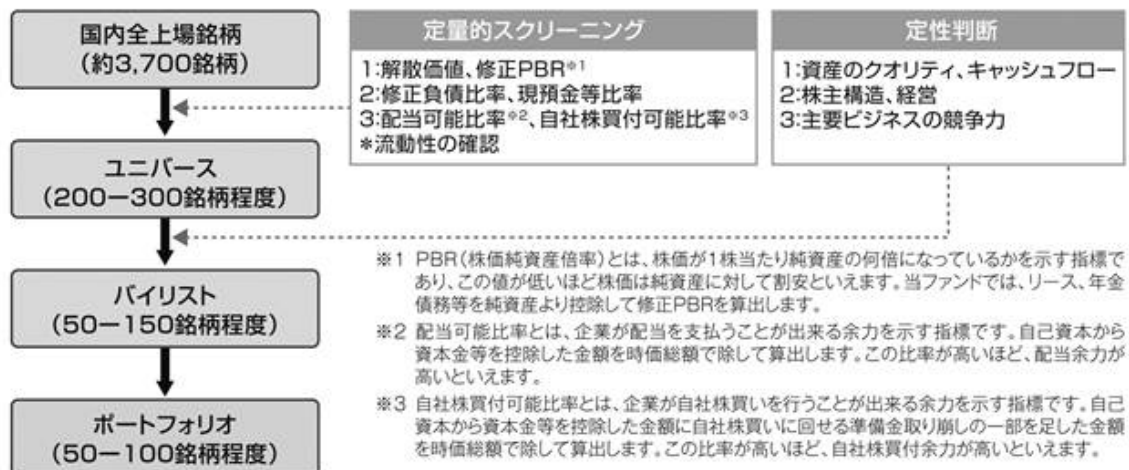 国内全上場銘柄
（約3,700銘柄）
定量的スクリーニング
1:解散価値、修正PBR※1
2:修正負債比率、現預金等比率
3:配当可能比率※2、自社株買付可能比率※3
＊流動性の確認
定性判断
1:資産のクオリティ、キャッシュフロー
2:株主構造、経営
3:主要ビジネスの競争力
ユニバース
（200ー300銘柄程度）
バイリスト
（50ー150銘柄程度）
ポートフォリオ
（50ー100銘柄程度）
※1 PBR（株価純資産倍率）とは、株価が1株当たり純資産の何倍になっているかを示す指標で
あり、この値が低いほど株価は純資産に対して割安といえます。当ファンドでは、リース、年金
債務等を純資産より控除して修正PBRを算出します。
※2 配当可能比率とは、企業が配当を支払うことが出来る余力を示す指標です。自己資本から
資本金等を控除した金額を時価総額で除して算出します。この比率が高いほど、配当余力が
高いといえます。
※3 自社株買付可能比率とは、企業が自社株買いを行うことが出来る余力を示す指標です。自己
資本から資本金等を控除した金額に自社株買いに回せる準備金取り崩しの一部を足した金額
を時価総額で除して算出します。この比率が高いほど、自社株買付余力が高いといえます。